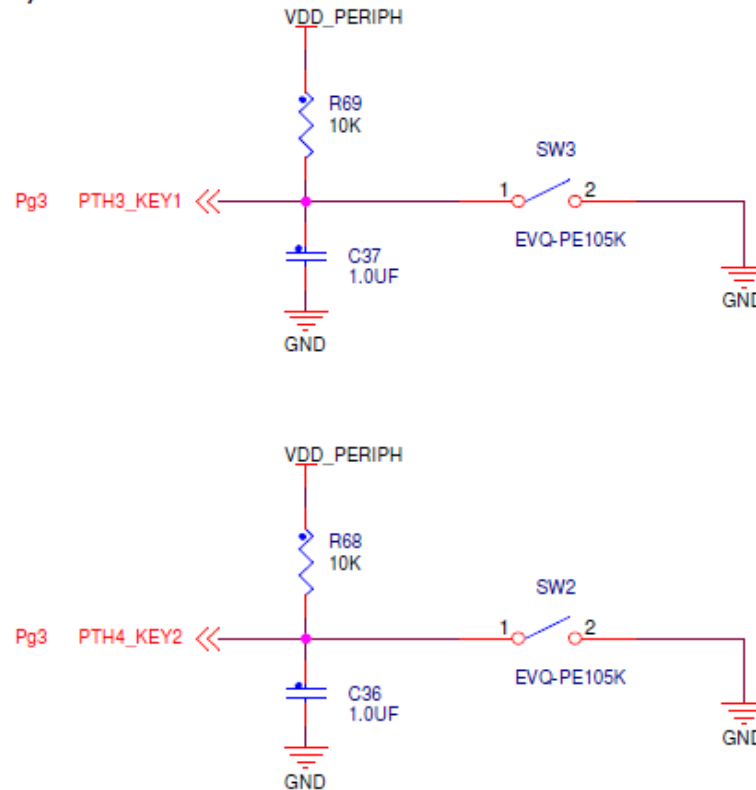 VDD_PERIPH
R69
10K
SW3
Pg3 PTH3_KEY1
1 2
EVQ-PE105K
C37
1.0UF
GND
GND
VDD_PERIPH
R68
10K
SW2
Pg3 PTH4_KEY2
1 2
EVQ-PE105K
C36
1.0UF
GND
GND